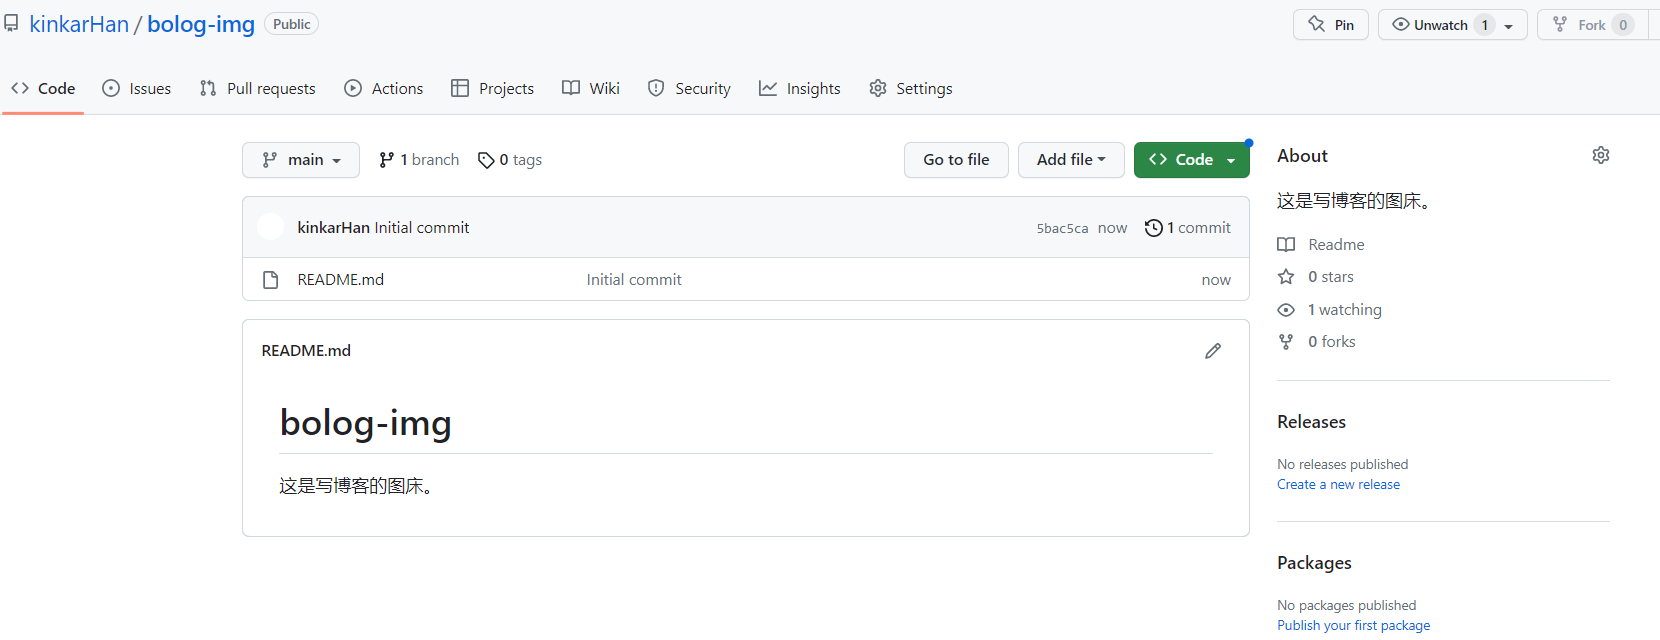 kinkarHan / bolog-img Public
Pin
Unwatch 1
Fork 0
Code
Issues
Pull requests
Actions
Projects
Wiki
Security
Insights
Settings
main
1 branch
0 tags
Go to file
Add file
Code
kinkarHan Initial commit
5bac5ca now
1 commit
README.md
Initial commit
now
README.md
bolog-img
这是写博客的图床。
About
这是写博客的图床。
Readme
0 stars
1 watching
0 forks
Releases
No releases published
Create a new release
Packages
No packages published
Publish your first package